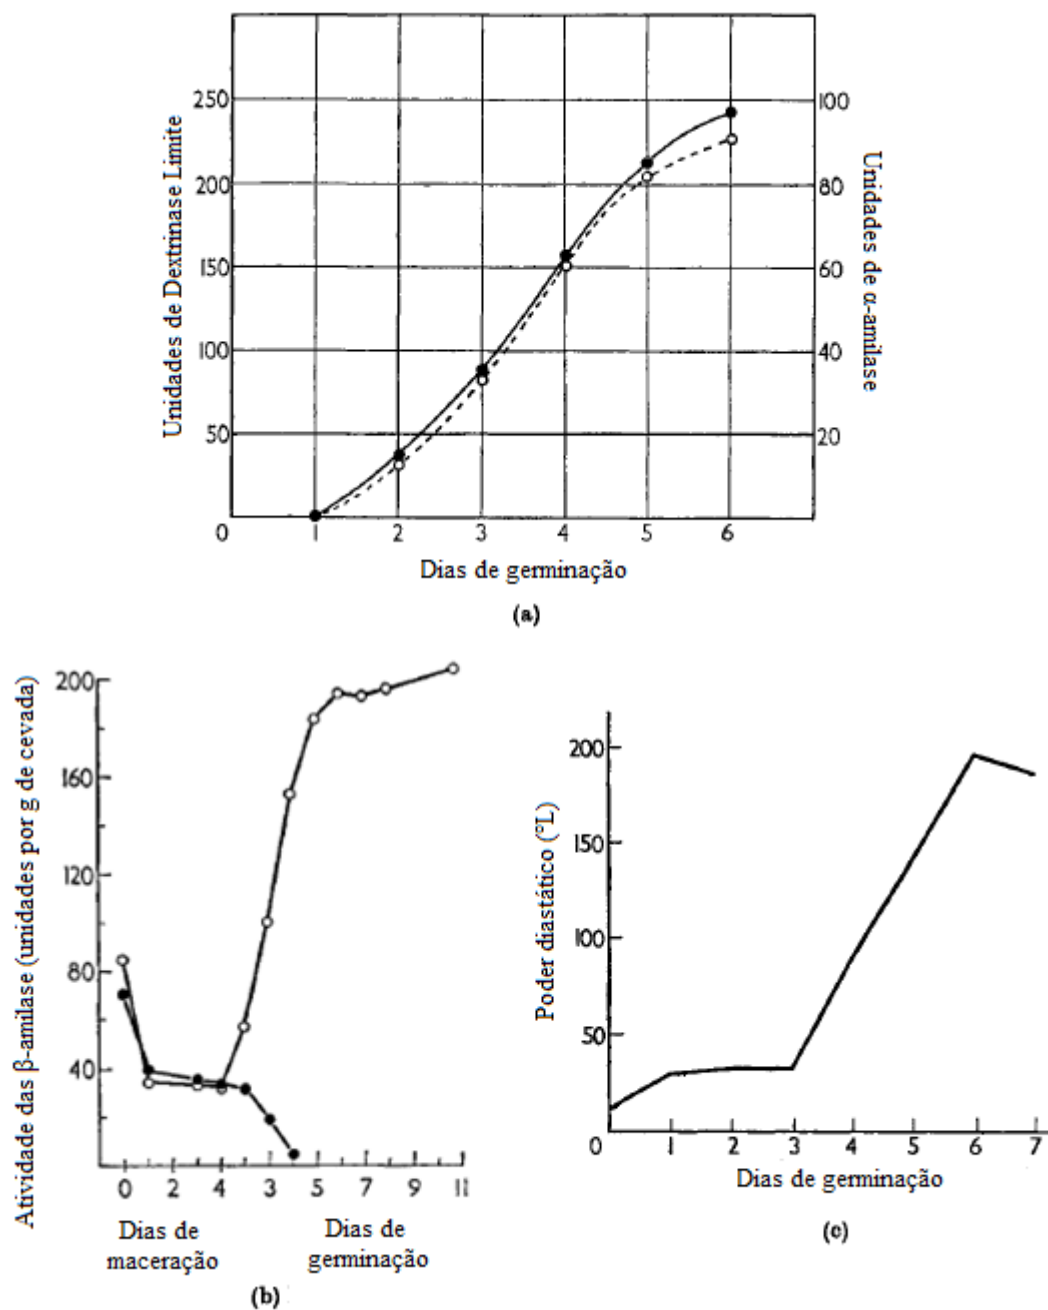 Unidades de Dextrinase Limite
250
200
150
100
50
0
1 2 3 4 5 6
100
80
60
40
20
Unidades de α-amilase
Dias de germinação
(a)
Atividade das β-amilase (unidades por g de cevada)
200
160
120
80
40
0 2 4 3 5 7 9 11
Dias de
maceração
Dias de
germinação
(b)
Poder diastático (°L)
200
150
100
50
0 1 2 3 4 5 6 7
Dias de germinação
(c)